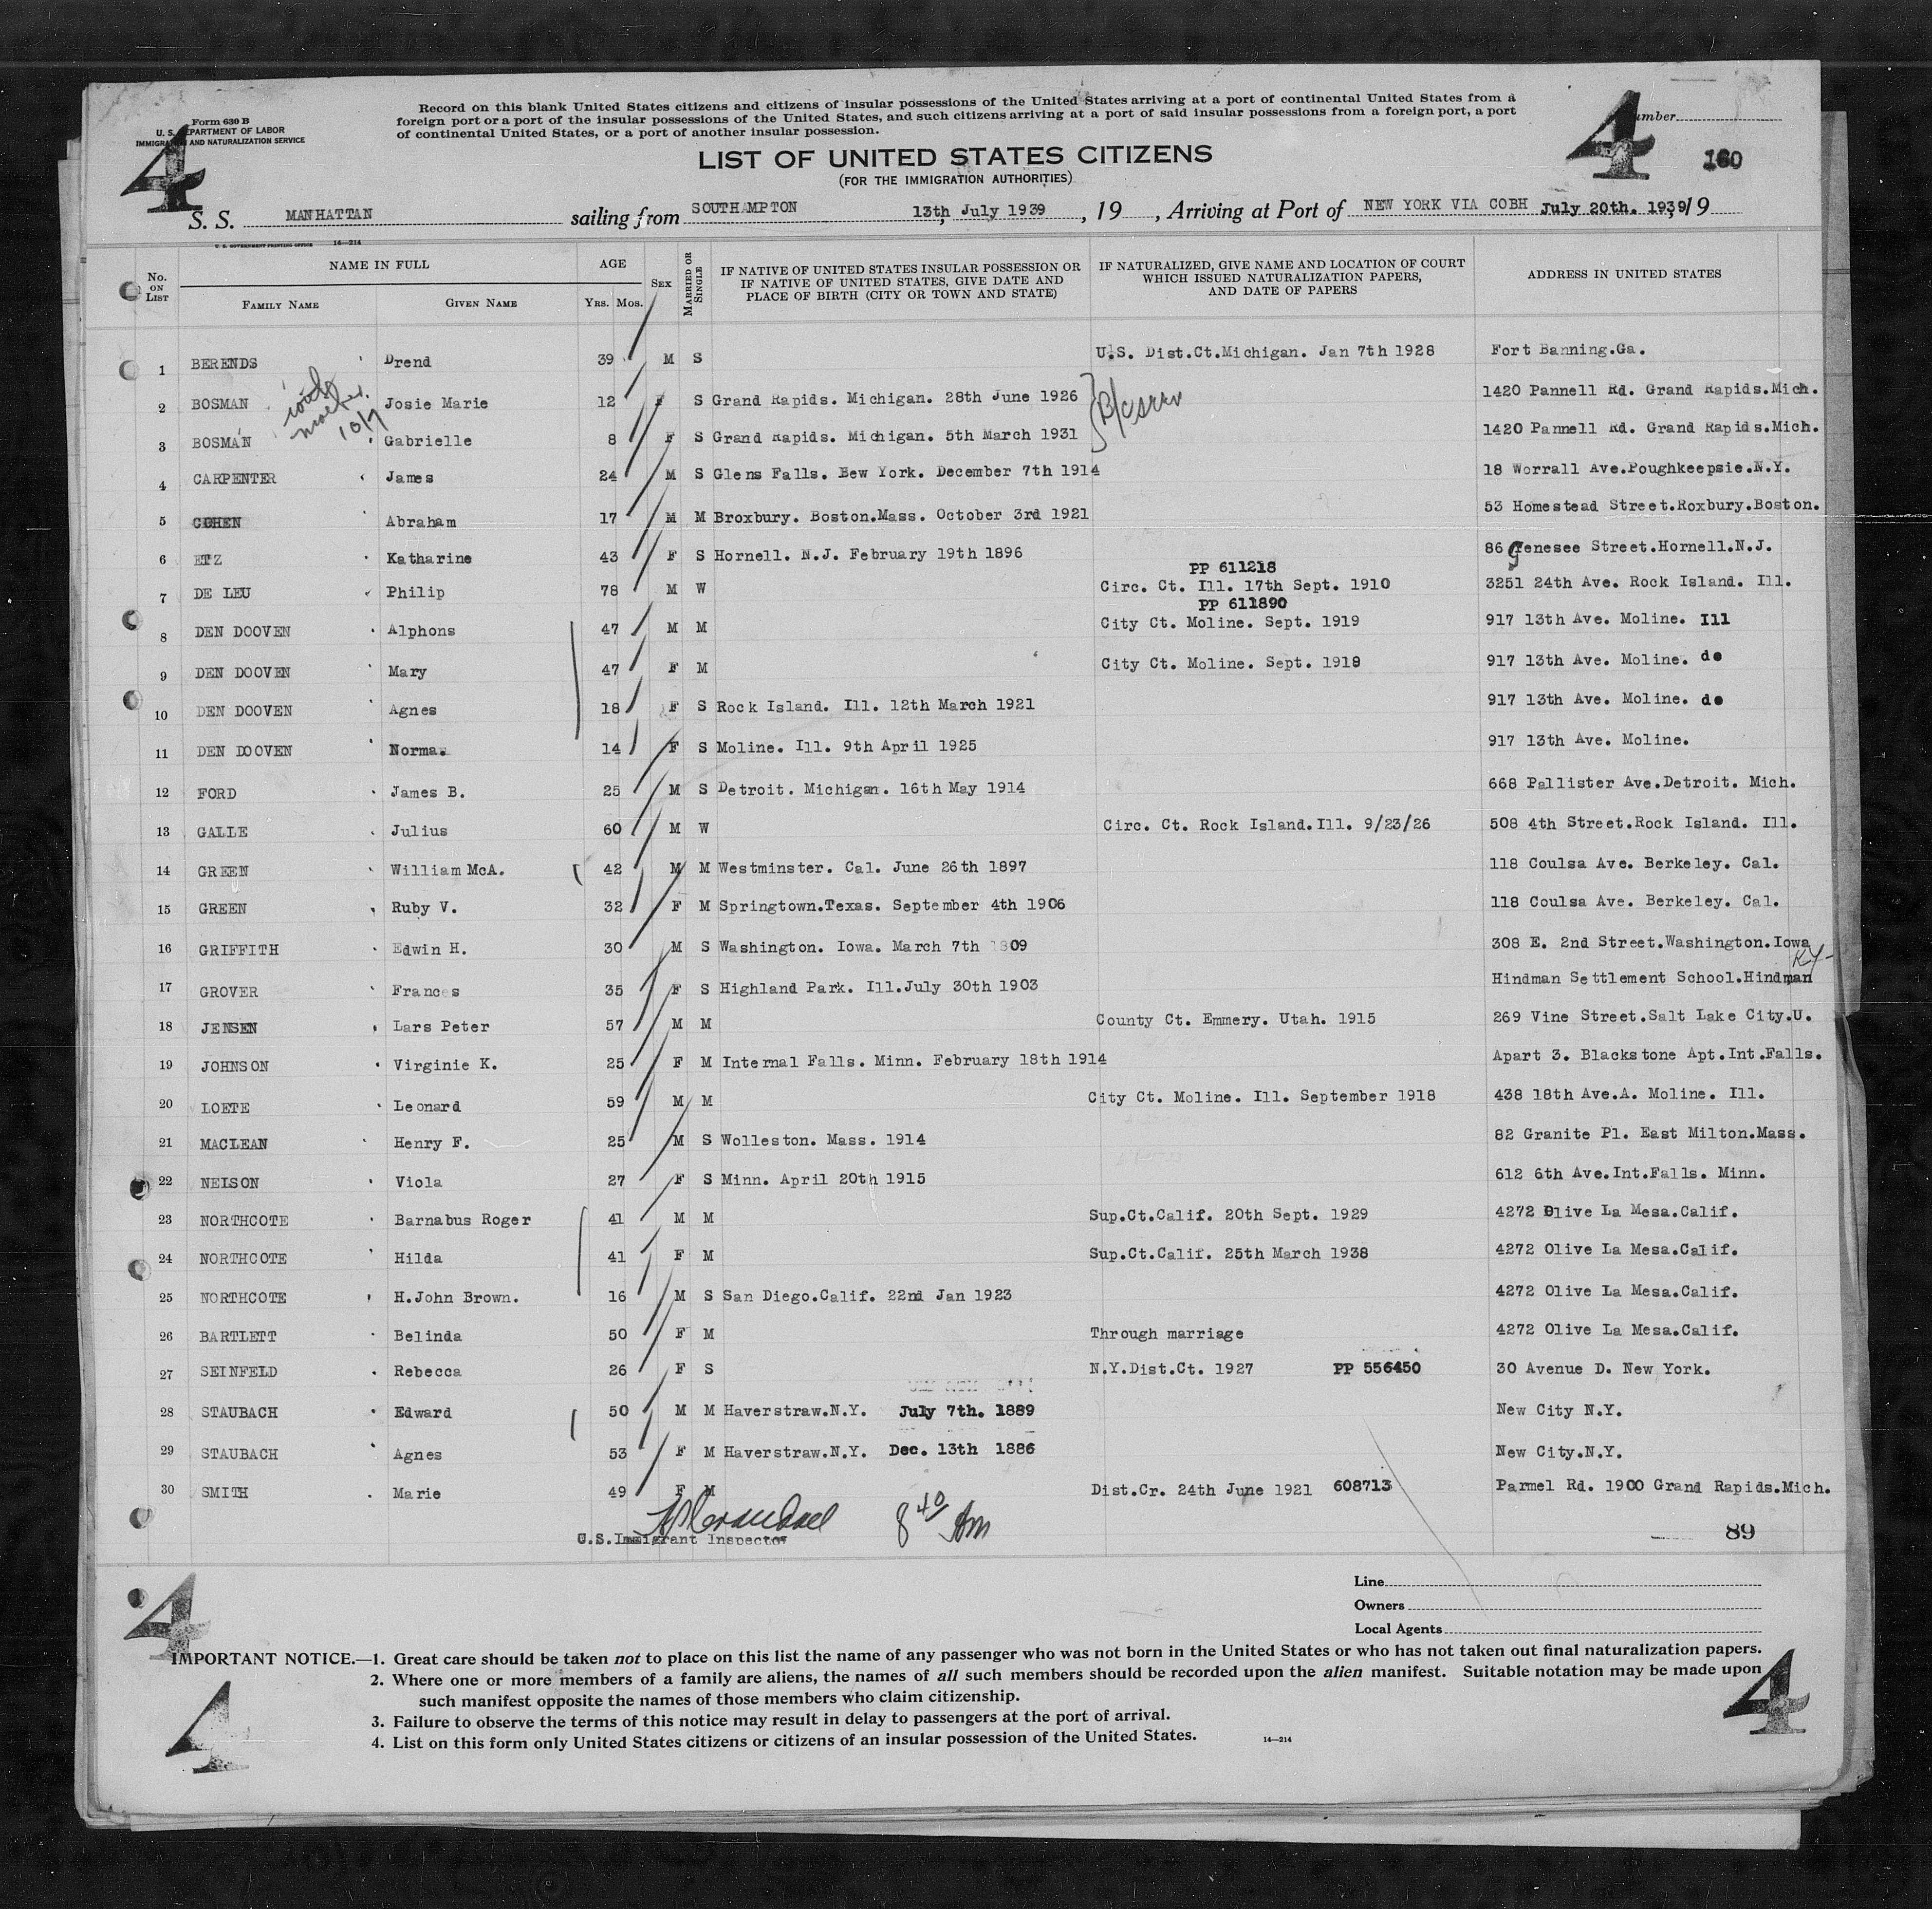 Form 630 B
U. S. DEPARTMENT OF LABOR
IMMIGRATION AND NATURALIZATION SERVICE
4
Record on this blank United States citizens and citizens of insular possessions of the United States arriving at a port of continental United States from a
foreign port or a port of the insular possessions of the United States, and such citizens arriving at a port of said insular possessions from a foreign port, a port
of continental United States, or a port of another insular possession.
4
Number
160
LIST OF UNITED STATES CITIZENS
(FOR THE IMMIGRATION AUTHORITIES)
S. S. MANHATTAN sailing from SOUTHAMPTON 13th July 1939, 19 , Arriving at Port of NEW YORK VIA COBH July 20th. 1939, 19
U. S. GOVERNMENT PRINTING OFFICE 14—214
No. ON LIST
NAME IN FULL
FAMILY NAME GIVEN NAME
AGE
YRS. MOS.
SEX
MARRIED OR SINGLE
IF NATIVE OF UNITED STATES INSULAR POSSESSION OR
IF NATIVE OF UNITED STATES, GIVE DATE AND
PLACE OF BIRTH (CITY OR TOWN AND STATE)
IF NATURALIZED, GIVE NAME AND LOCATION OF COURT
WHICH ISSUED NATURALIZATION PAPERS,
AND DATE OF PAPERS
ADDRESS IN UNITED STATES
1 BERENDS Drend 39 M S U.S. Dist.Ct.Michigan. Jan 7th 1928 Fort Banning.Ga.
2 BOSMAN Josie Marie 12 F S Grand Rapids. Michigan. 28th June 1926 1420 Pannell Rd. Grand Rapids.Mich.
with mother 10/7
3 BOSMAN Gabrielle 8 F S Grand Rapids. Michigan. 5th March 1931 1420 Pannell Rd. Grand Rapids.Mich.
4 CARPENTER James 24 M S Glens Falls. Bew York. December 7th 1914 18 Worrall Ave.Poughkeepsie.N.Y.
5 COHEN Abraham 17 M M Broxbury. Boston.Mass. October 3rd 1921 53 Homestead Street.Roxbury.Boston.
6 ETZ Katharine 43 F S Hornell. N.J. February 19th 1896 86 Genesee Street.Hornell.N.J.
PP 611218
7 DE LEU Philip 78 M W Circ. Ct. Ill. 17th Sept. 1910 3251 24th Ave. Rock Island. Ill.
PP 611890
8 DEN DOOVEN Alphons 47 M M City Ct. Moline. Sept. 1919 917 13th Ave. Moline. Ill
9 DEN DOOVEN Mary 47 F M City Ct. Moline. Sept. 1919 917 13th Ave. Moline. do
10 DEN DOOVEN Agnes 18 F S Rock Island. Ill. 12th March 1921 917 13th Ave. Moline. do
11 DEN DOOVEN Norma. 14 F S Moline. Ill. 9th April 1925 917 13th Ave. Moline.
12 FORD James B. 25 M S Detroit. Michigan. 16th May 1914 668 Pallister Ave.Detroit. Mich.
13 GALLE Julius 60 M W Circ. Ct. Rock Island.Ill. 9/23/26 508 4th Street.Rock Island. Ill.
14 GREEN William McA. 42 M M Westminster. Cal. June 26th 1897 118 Coulsa Ave. Berkeley. Cal.
15 GREEN Ruby V. 32 F M Springtown.Texas. September 4th 1906 118 Coulsa Ave. Berkeley. Cal.
16 GRIFFITH Edwin H. 30 M S Washington. Iowa. March 7th 1809 308 E. 2nd Street.Washington.Iowa
17 GROVER Frances 35 F S Highland Park. Ill.July 30th 1903 Hindman Settlement School.Hindman Ky-
18 JENSEN Lars Peter 57 M M County Ct. Emmery. Utah. 1915 269 Vine Street.Salt Lake City.U.
19 JOHNSON Virginie K. 25 F M Internal Falls. Minn. February 18th 1914 Apart 3. Blackstone Apt.Int.Falls.
20 LOETE Leonard 59 M M City Ct. Moline. Ill. September 1918 438 18th Ave.A. Moline. Ill.
21 MACLEAN Henry F. 25 M S Wolleston. Mass. 1914 82 Granite Pl. East Milton.Mass.
22 NELSON Viola 27 F S Minn. April 20th 1915 612 6th Ave.Int.Falls. Minn.
23 NORTHCOTE Barnabus Roger 41 M M Sup.Ct.Calif. 20th Sept. 1929 4272 Olive La Mesa.Calif.
24 NORTHCOTE Hilda 41 F M Sup.Ct.Calif. 25th March 1938 4272 Olive La Mesa.Calif.
25 NORTHCOTE H.John Brown. 16 M S San Diego.Calif. 22nd Jan 1923 4272 Olive La Mesa.Calif.
26 BARTLETT Belinda 50 F M Through marriage 4272 Olive La Mesa.Calif.
27 SEINFELD Rebecca 26 F S N.Y.Dist.Ct. 1927 PP 556450 30 Avenue D. New York.
28 STAUBACH Edward 50 M M Haverstraw.N.Y. July 7th. 1889 New City N.Y.
29 STAUBACH Agnes 53 F M Haverstraw.N.Y. Dec. 13th 1886 New City.N.Y.
30 SMITH Marie 49 F M Dist.Cr. 24th June 1921 608713 Parmel Rd. 1900 Grand Rapids.Mich.
8 40 Am
U.S.Immigrant Inspector
89
Line
Owners
Local Agents
4
IMPORTANT NOTICE.—1. Great care should be taken not to place on this list the name of any passenger who was not born in the United States or who has not taken out final naturalization papers.
2. Where one or more members of a family are aliens, the names of all such members should be recorded upon the alien manifest. Suitable notation may be made upon
such manifest opposite the names of those members who claim citizenship.
3. Failure to observe the terms of this notice may result in delay to passengers at the port of arrival.
4. List on this form only United States citizens or citizens of an insular possession of the United States.
14—214
4
4